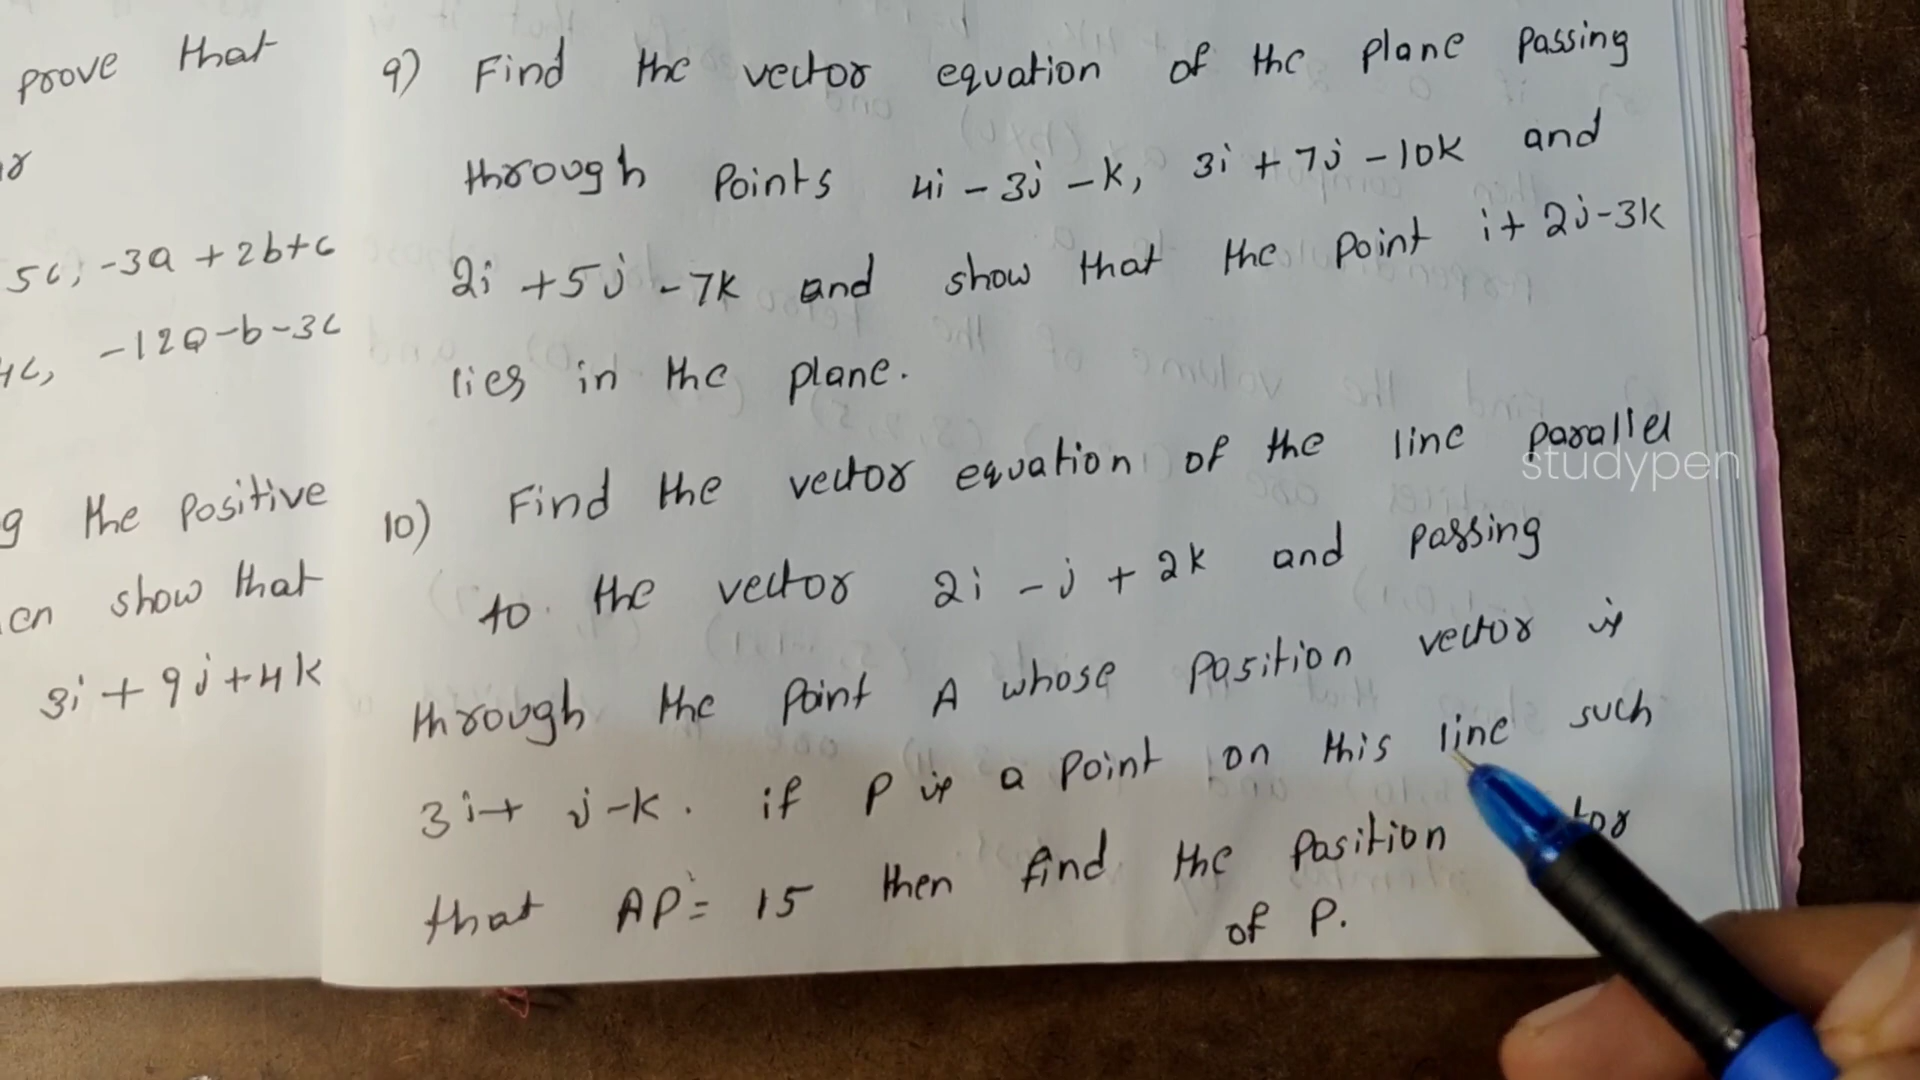 prove that
5c, -3a + 2b+c
4c, -12a-b-3c
g the positive
en show that
3i + 9j+4k
9) Find the vector equation of the plane passing
through points 4i - 3j - k, 3i + 7j - 10k and
2i + 5j - 7k and show that the point i + 2j-3k
lies in the plane.
10) Find the vector equation of the line parallel
studypen
to the vector 2i - j + 2k and passing
through the point A whose position vector is
3i+ j-k. if P is a point on this line such
that AP = 15 then find the position tor
of P.